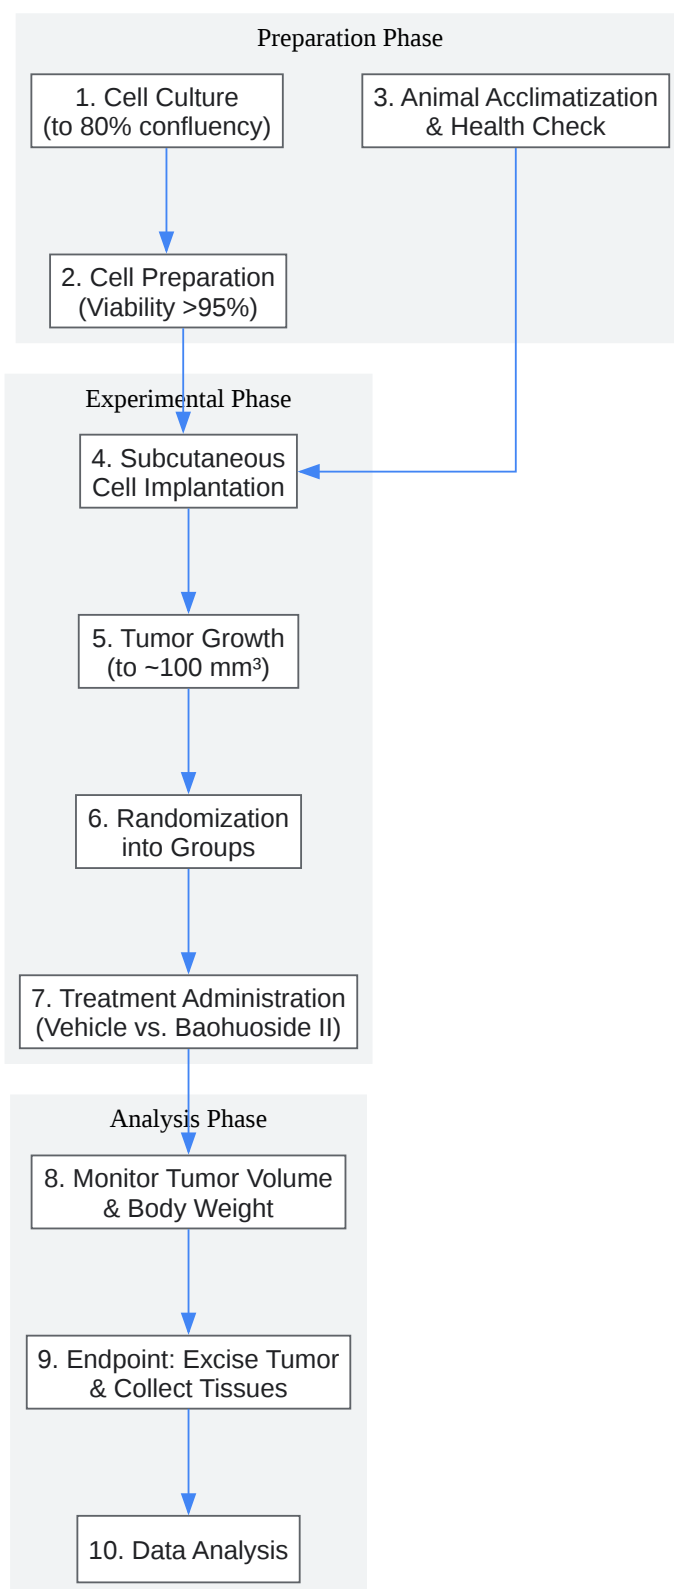 Preparation Phase
1. Cell Culture
(to 80% confluency)
3. Animal Acclimatization
& Health Check
2. Cell Preparation
(Viability >95%)
Experimental Phase
4. Subcutaneous
Cell Implantation
5. Tumor Growth
(to ~100 mm³)
6. Randomization
into Groups
7. Treatment Administration
(Vehicle vs. Baohuoside II)
Analysis Phase
8. Monitor Tumor Volume
& Body Weight
9. Endpoint: Excise Tumor
& Collect Tissues
10. Data Analysis